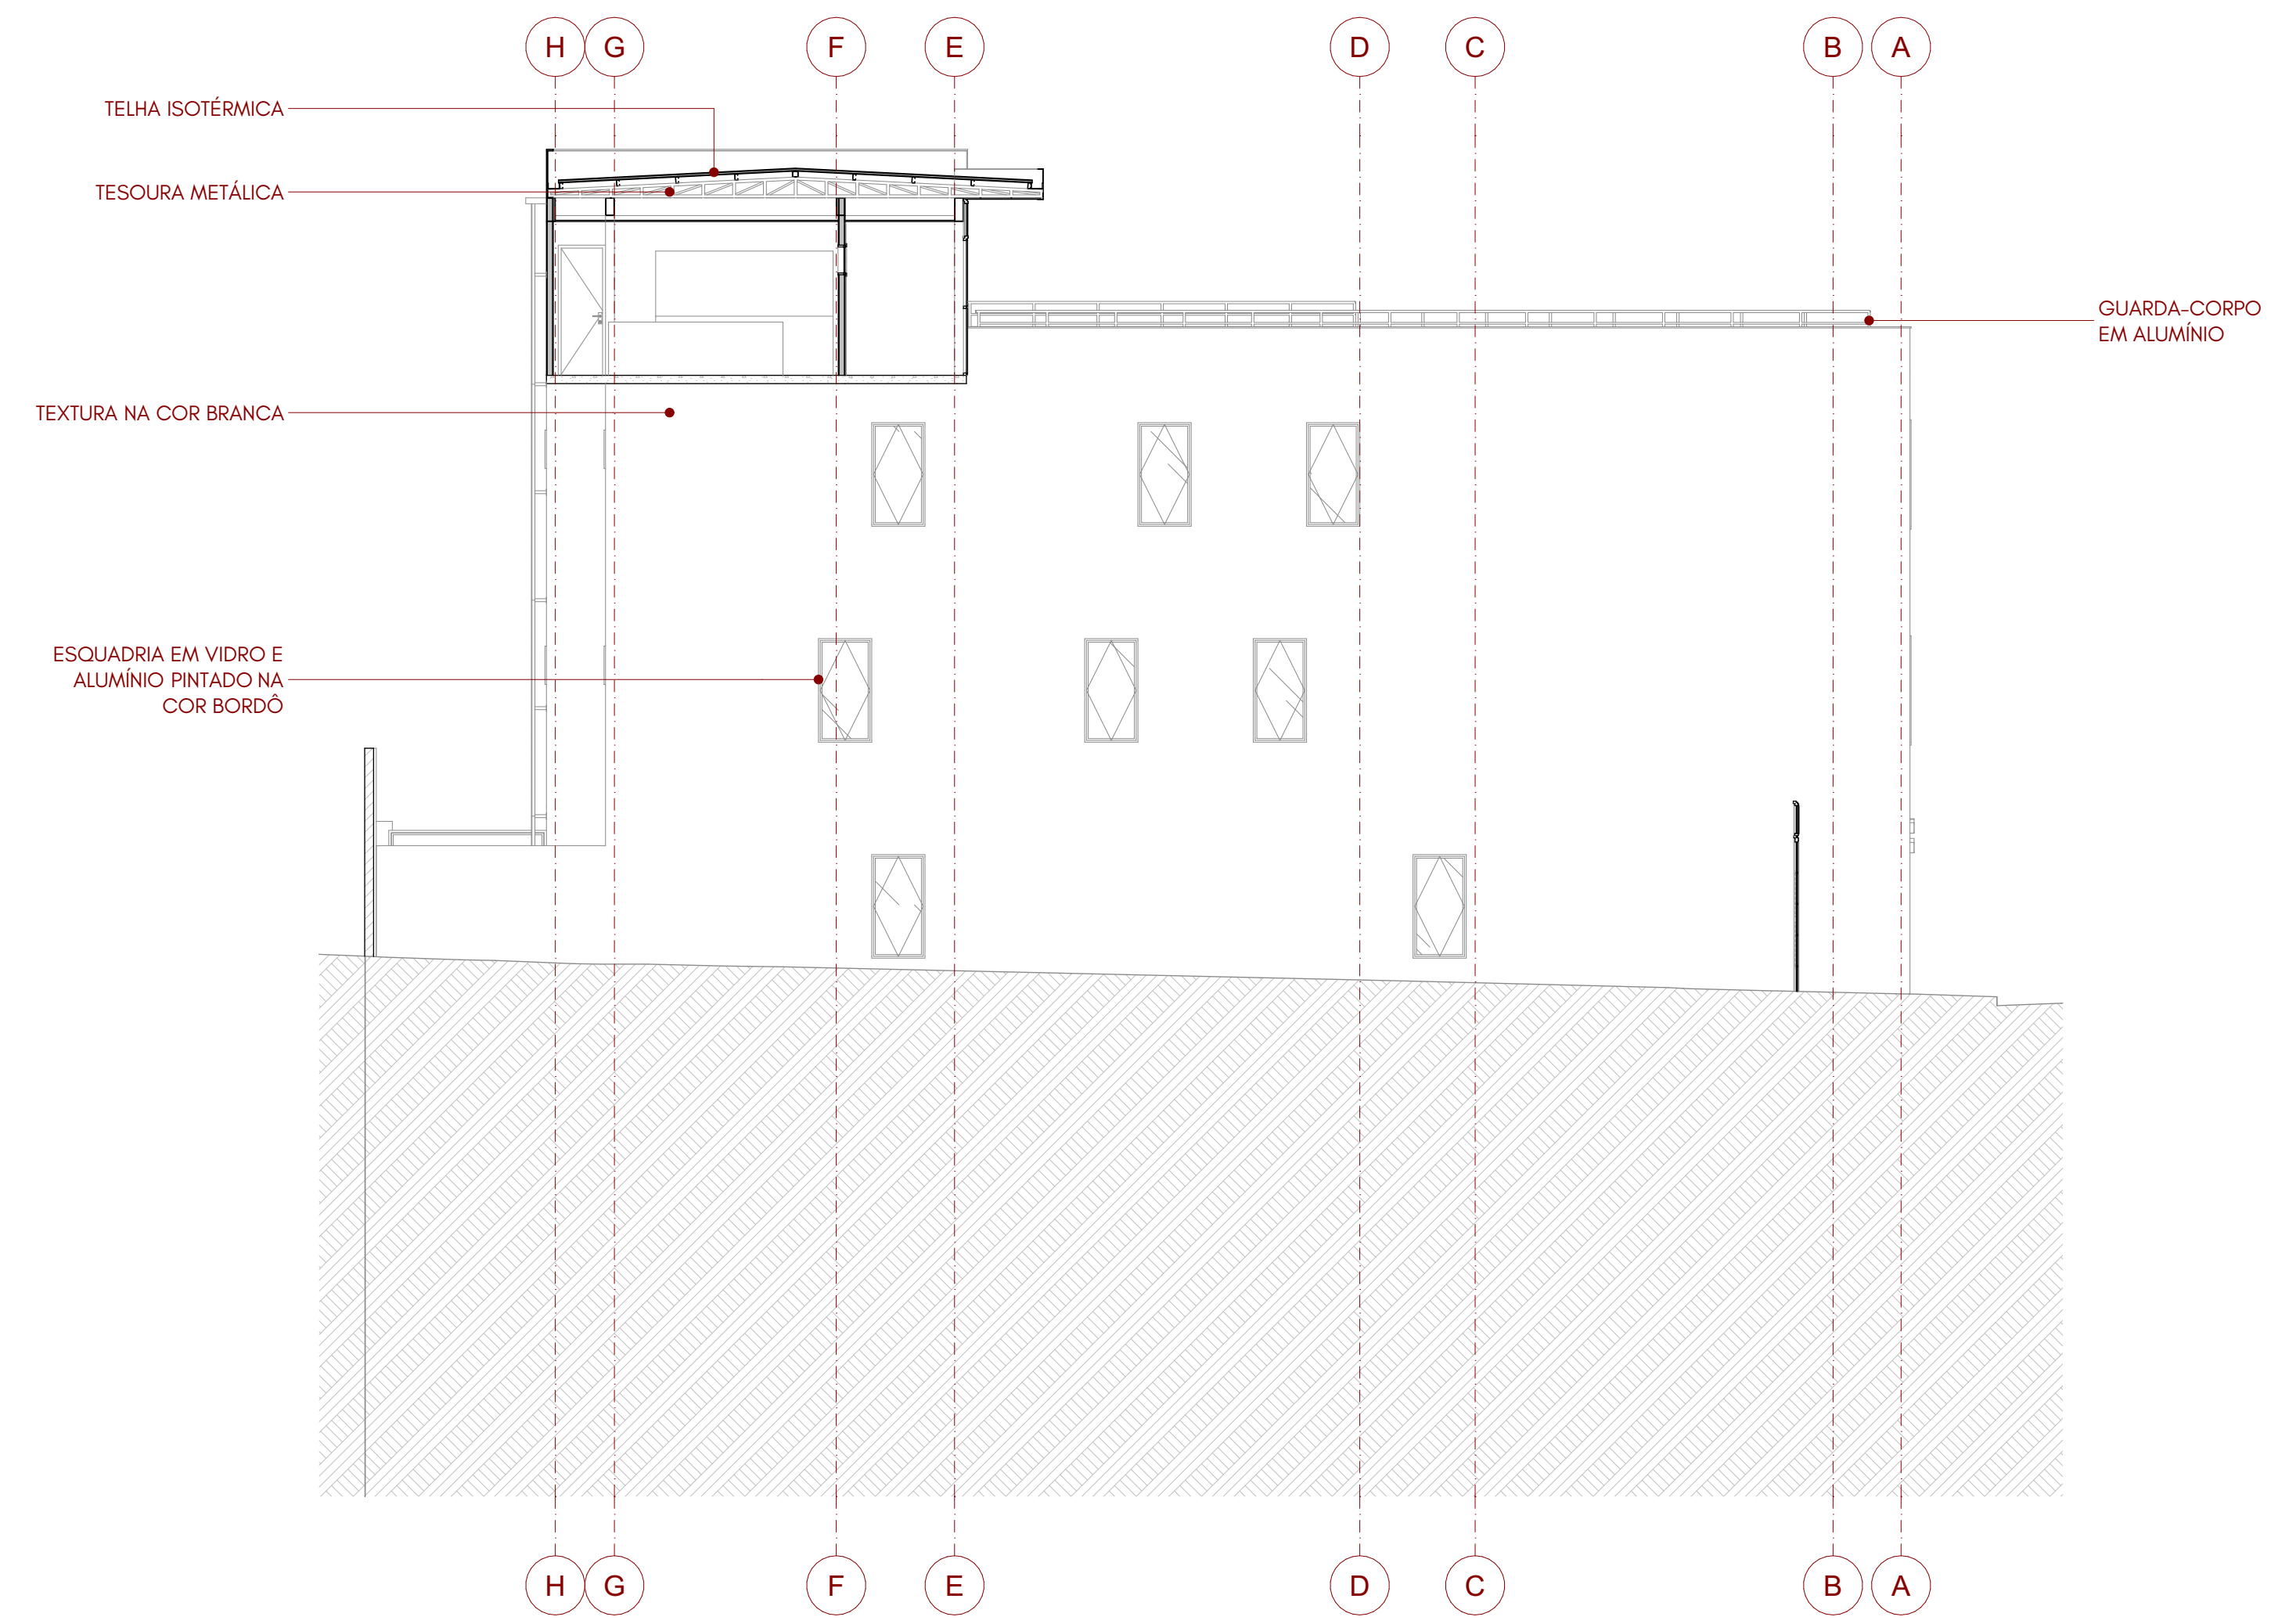 H G F E D C B A
TELHA ISOTÉRMICA
TESOURA METÁLICA
GUARDA-CORPO
EM ALUMÍNIO
TEXTURA NA COR BRANCA
ESQUADRIA EM VIDRO E
ALUMÍNIO PINTADO NA
COR BORDÔ
H G F E D C B A